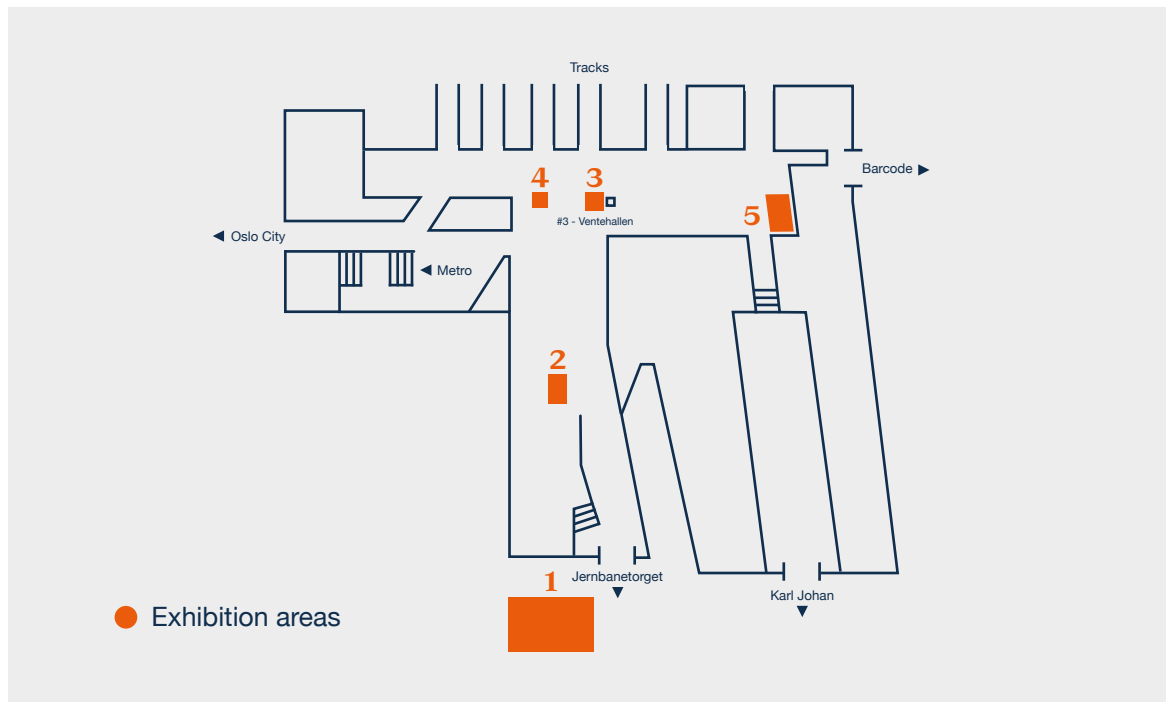 Tracks
Barcode
4
3
5
#3 - Ventehallen
Oslo City
Metro
2
1
Jernbanetorget
Karl Johan
Exhibition areas